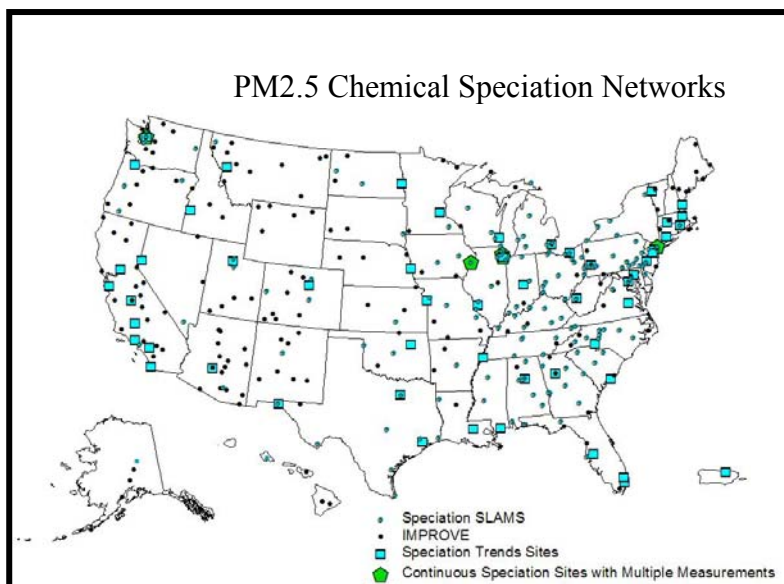 PM2.5 Chemical Speciation Networks
Speciation SLAMS
IMPROVE
Speciation Trends Sites
Continuous Speciation Sites with Multiple Measurements